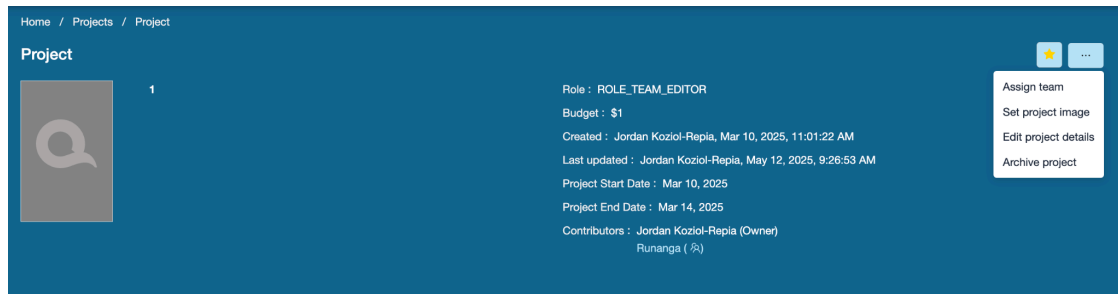 Home / Projects / Project
Project
...
1
Role : ROLE_TEAM_EDITOR
Budget : $1
Created : Jordan Koziol-Repia, Mar 10, 2025, 11:01:22 AM
Last updated : Jordan Koziol-Repia, May 12, 2025, 9:26:53 AM
Project Start Date : Mar 10, 2025
Project End Date : Mar 14, 2025
Contributors : Jordan Koziol-Repia (Owner)
Runanga ( )
Assign team
Set project image
Edit project details
Archive project